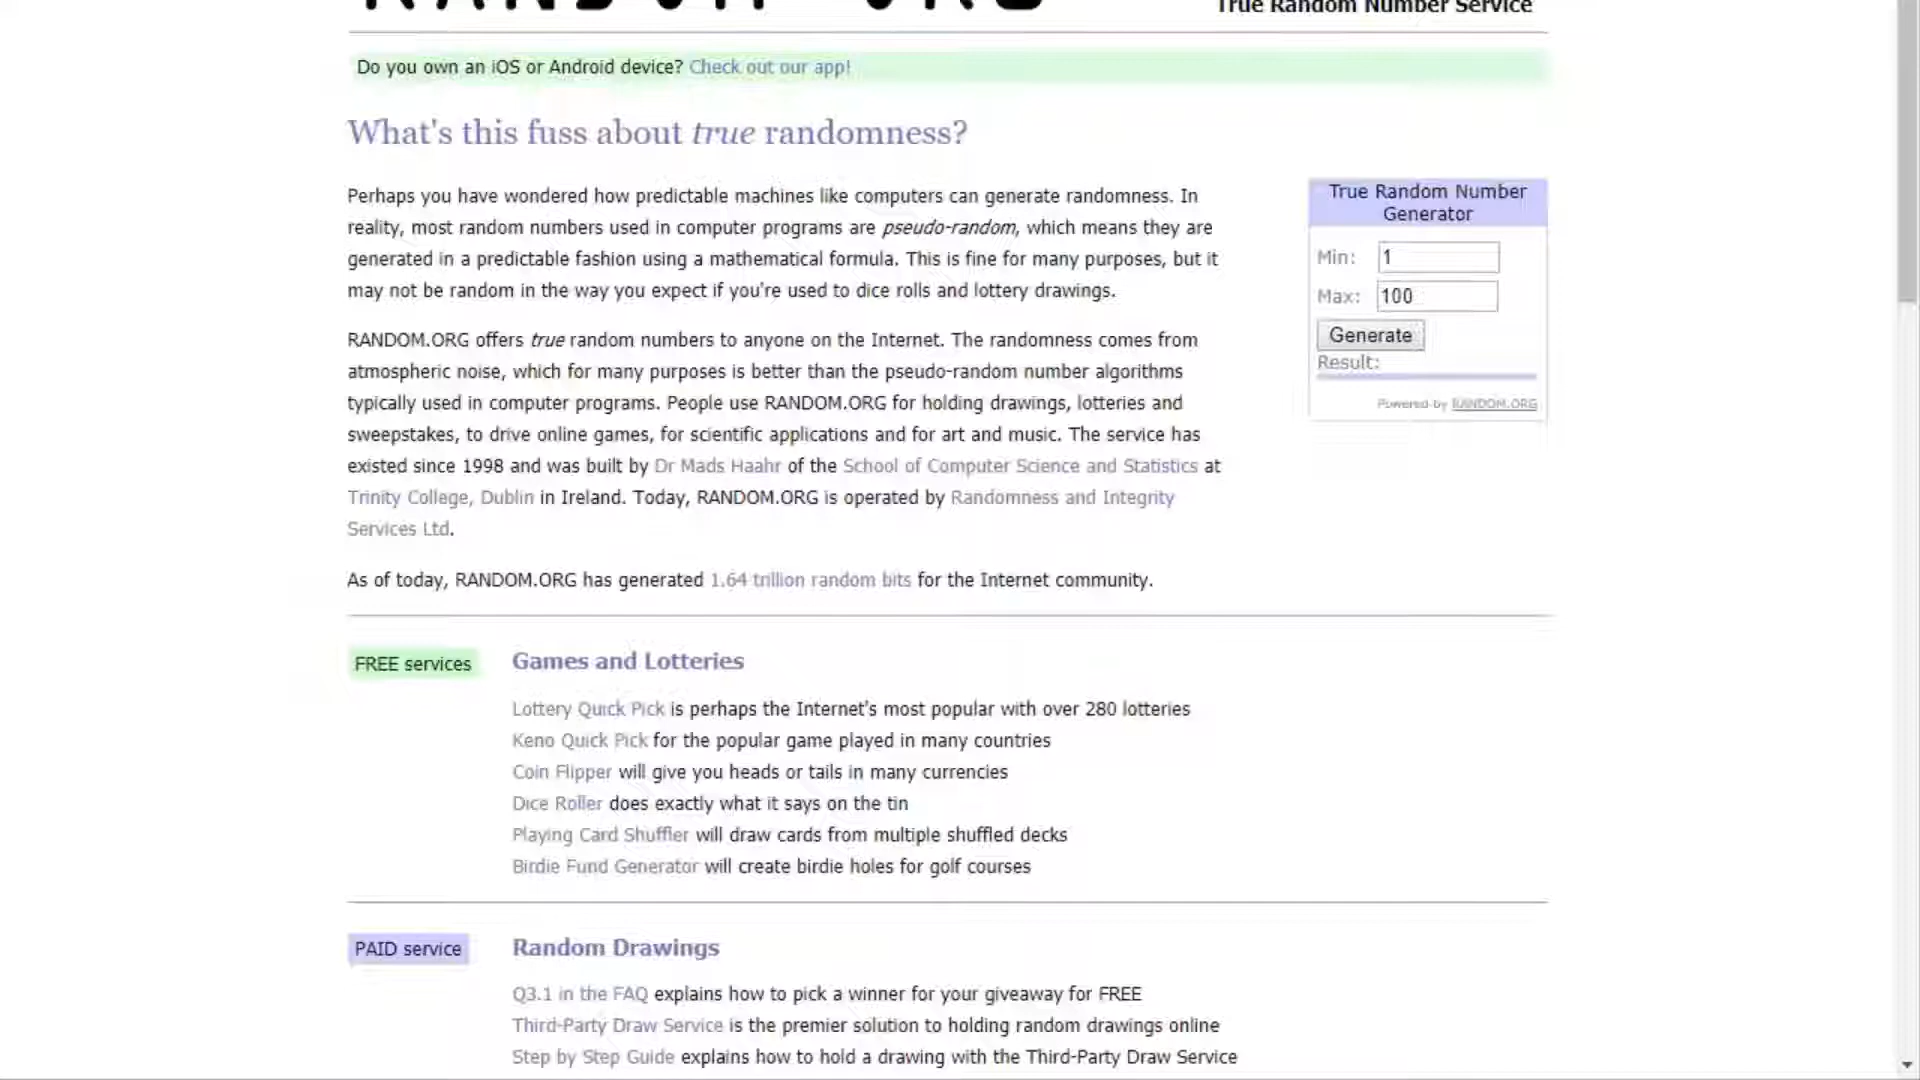 RANDOM.ORG
True Random Number Service
Do you own an iOS or Android device? Check out our app!
What's this fuss about true randomness?
Perhaps you have wondered how predictable machines like computers can generate randomness. In
reality, most random numbers used in computer programs are pseudo-random, which means they are
generated in a predictable fashion using a mathematical formula. This is fine for many purposes, but it
may not be random in the way you expect if you're used to dice rolls and lottery drawings.
RANDOM.ORG offers true random numbers to anyone on the Internet. The randomness comes from
atmospheric noise, which for many purposes is better than the pseudo-random number algorithms
typically used in computer programs. People use RANDOM.ORG for holding drawings, lotteries and
sweepstakes, to drive online games, for scientific applications and for art and music. The service has
existed since 1998 and was built by Dr Mads Haahr of the School of Computer Science and Statistics at
Trinity College, Dublin in Ireland. Today, RANDOM.ORG is operated by Randomness and Integrity
Services Ltd.
As of today, RANDOM.ORG has generated 1.64 trillion random bits for the Internet community.
True Random Number
Generator
Min: 1
Max: 100
Generate
Result:
Powered by RANDOM.ORG
FREE services
Games and Lotteries
Lottery Quick Pick is perhaps the Internet's most popular with over 280 lotteries
Keno Quick Pick for the popular game played in many countries
Coin Flipper will give you heads or tails in many currencies
Dice Roller does exactly what it says on the tin
Playing Card Shuffler will draw cards from multiple shuffled decks
Birdie Fund Generator will create birdie holes for golf courses
PAID service
Random Drawings
Q3.1 in the FAQ explains how to pick a winner for your giveaway for FREE
Third-Party Draw Service is the premier solution to holding random drawings online
Step by Step Guide explains how to hold a drawing with the Third-Party Draw Service